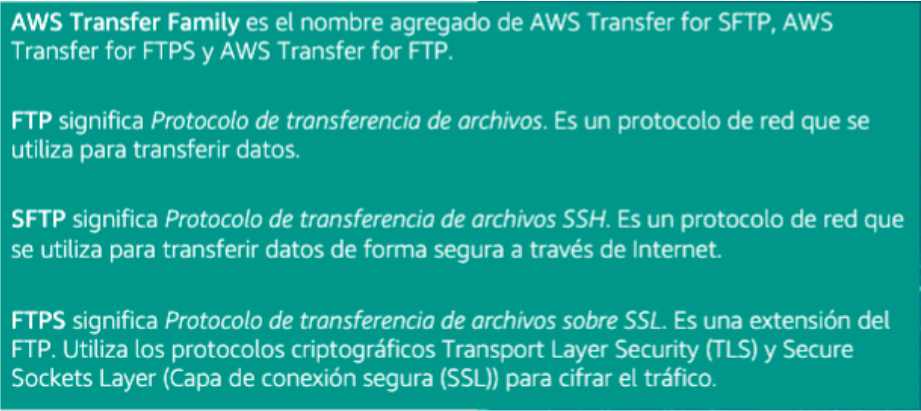 AWS Transfer Family es el nombre agregado de AWS Transfer for SFTP, AWS
Transfer for FTPS y AWS Transfer for FTP.
FTP significa Protocolo de transferencia de archivos. Es un protocolo de red que se
utiliza para transferir datos.
SFTP significa Protocolo de transferencia de archivos SSH. Es un protocolo de red que
se utiliza para transferir datos de forma segura a través de Internet.
FTPS significa Protocolo de transferencia de archivos sobre SSL. Es una extensión del
FTP. Utiliza los protocolos criptográficos Transport Layer Security (TLS) y Secure
Sockets Layer (Capa de conexión segura (SSL)) para cifrar el tráfico.